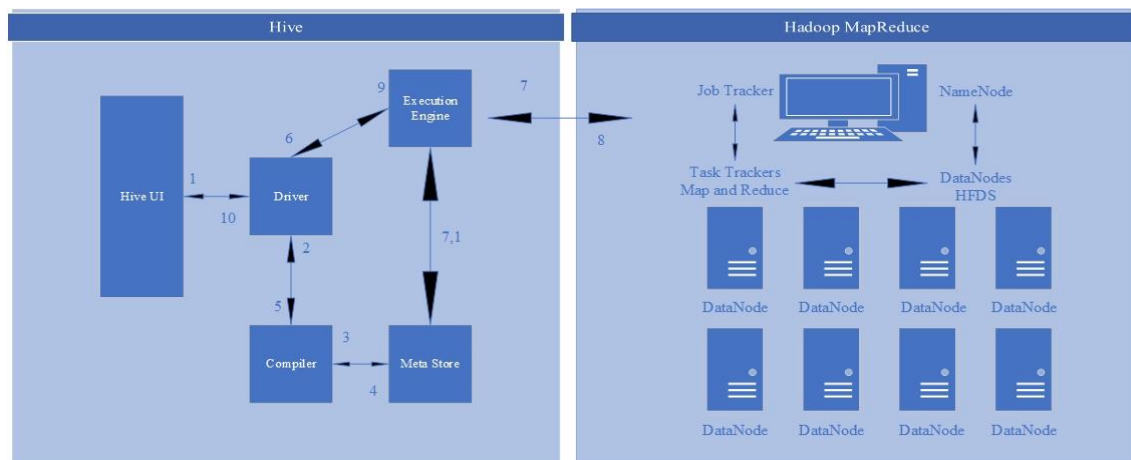 Hive
Hadoop MapReduce
9
Execution
Engine
7
8
6
Hive UI
1
10
Driver
2
7,1
5
Compiler
3
4
Meta Store
Job Tracker
NameNode
Task Trackers
Map and Reduce
DataNodes
HFDS
DataNode
DataNode
DataNode
DataNode
DataNode
DataNode
DataNode
DataNode